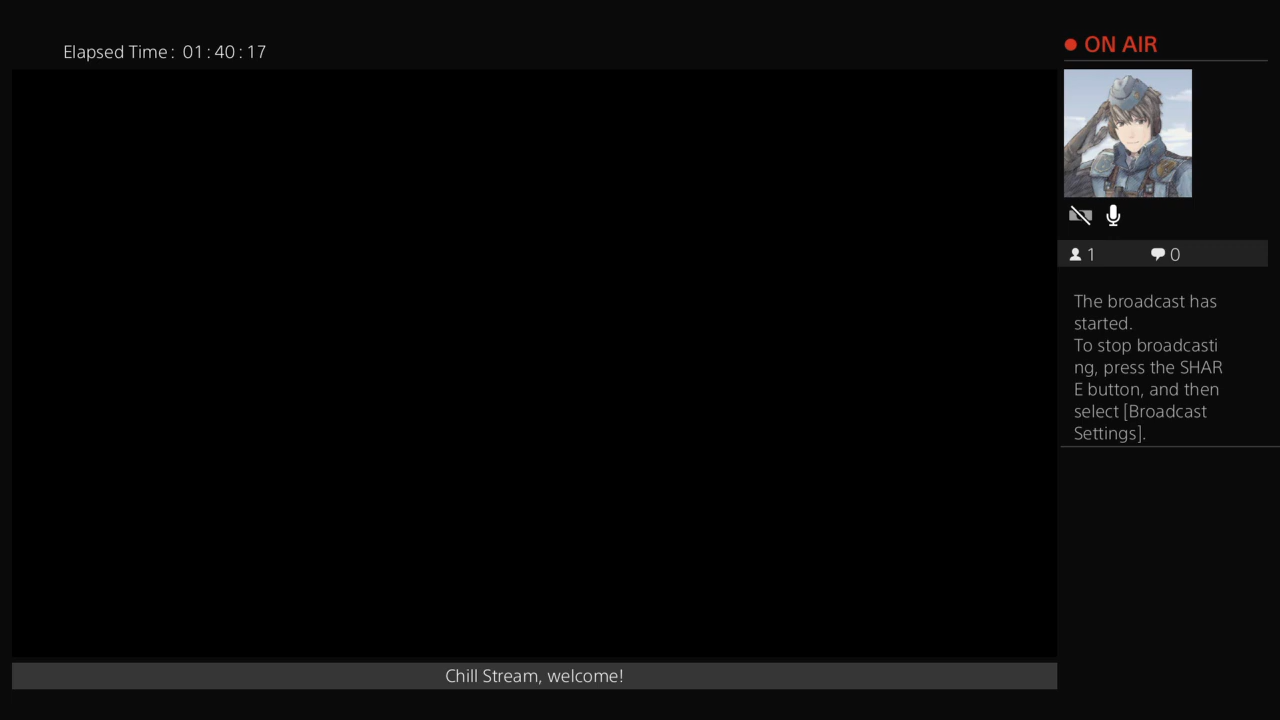 Elapsed Time: 01:40:17
ON AIR
1
0
The broadcast has
started.
To stop broadcasti
ng, press the SHAR
E button, and then
select [Broadcast
Settings].
Chill Stream, welcome!